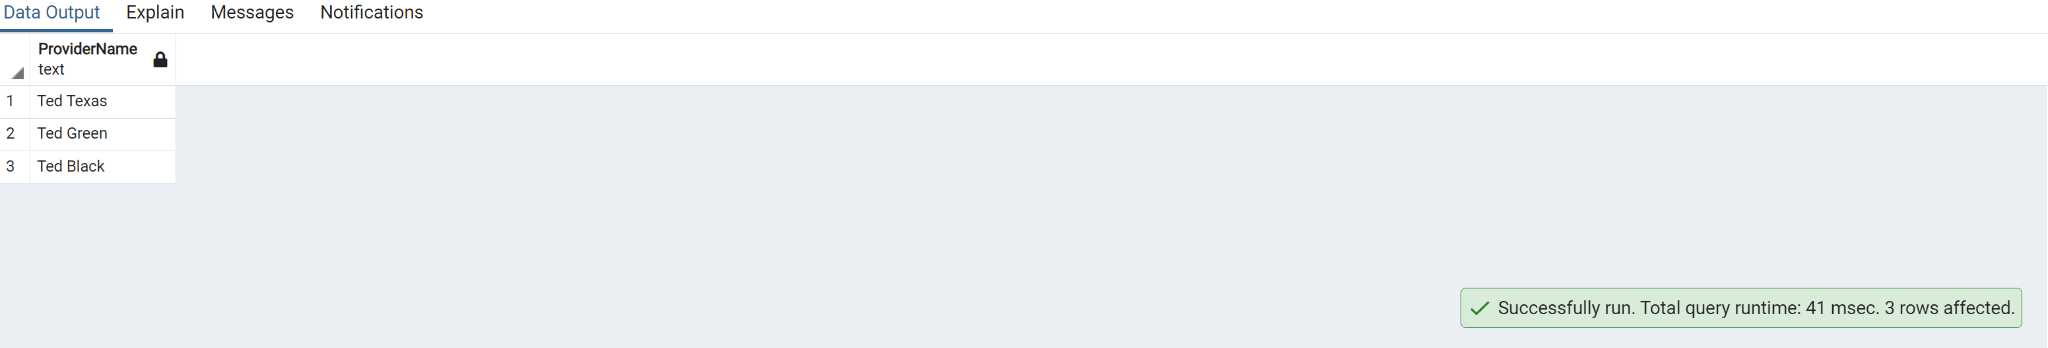 Data Output Explain Messages Notifications
ProviderName
text
1 Ted Texas
2 Ted Green
3 Ted Black
Successfully run. Total query runtime: 41 msec. 3 rows affected.